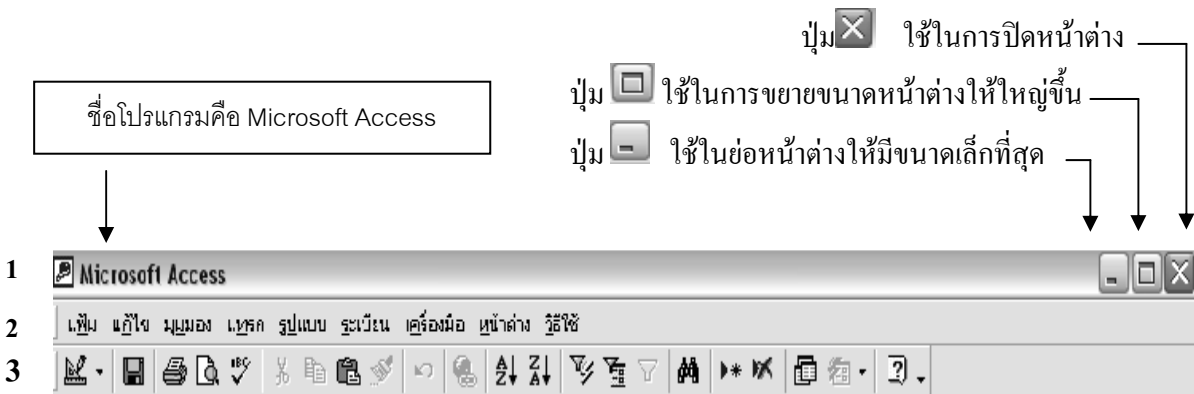 ปุ่ม ใช้ในการปิดหน้าต่าง
ปุ่ม ใช้ในการขยายขนาดหน้าต่างให้ใหญ่ขึ้น
ปุ่ม ใช้ในย่อหน้าต่างให้มีขนาดเล็กที่สุด
ชื่อโปรแกรมคือ Microsoft Access
1 Microsoft Access
2 แฟ้ม แก้ไข มุมมอง แทรก รูปแบบ ระเบียน เครื่องมือ หน้าต่าง วิธีใช้
3